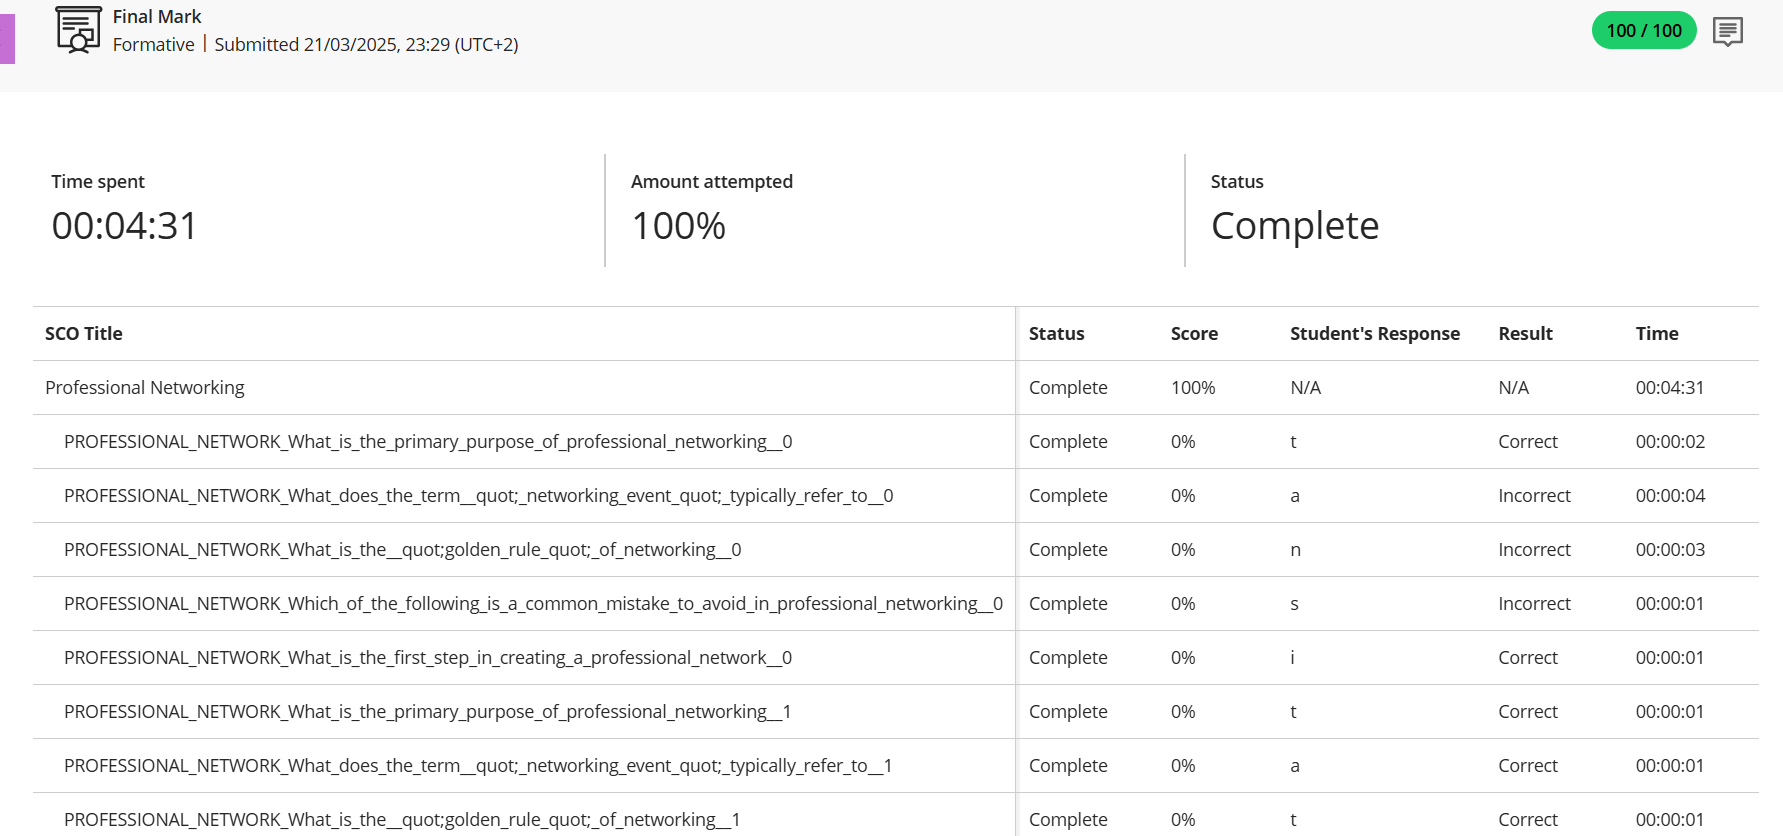 Final Mark
Formative | Submitted 21/03/2025, 23:29 (UTC+2)
100 / 100
Time spent
00:04:31
Amount attempted
100%
Status
Complete
SCO Title Status Score Student's Response Result Time
Professional Networking Complete 100% N/A N/A 00:04:31
PROFESSIONAL_NETWORK_What_is_the_primary_purpose_of_professional_networking__0 Complete 0% t Correct 00:00:02
PROFESSIONAL_NETWORK_What_does_the_term__quot;_networking_event_quot;_typically_refer_to__0 Complete 0% a Incorrect 00:00:04
PROFESSIONAL_NETWORK_What_is_the__quot;golden_rule_quot;_of_networking__0 Complete 0% n Incorrect 00:00:03
PROFESSIONAL_NETWORK_Which_of_the_following_is_a_common_mistake_to_avoid_in_professional_networking__0 Complete 0% s Incorrect 00:00:01
PROFESSIONAL_NETWORK_What_is_the_first_step_in_creating_a_professional_network__0 Complete 0% i Correct 00:00:01
PROFESSIONAL_NETWORK_What_is_the_primary_purpose_of_professional_networking__1 Complete 0% t Correct 00:00:01
PROFESSIONAL_NETWORK_What_does_the_term__quot;_networking_event_quot;_typically_refer_to__1 Complete 0% a Correct 00:00:01
PROFESSIONAL_NETWORK_What_is_the__quot;golden_rule_quot;_of_networking__1 Complete 0% t Correct 00:00:01